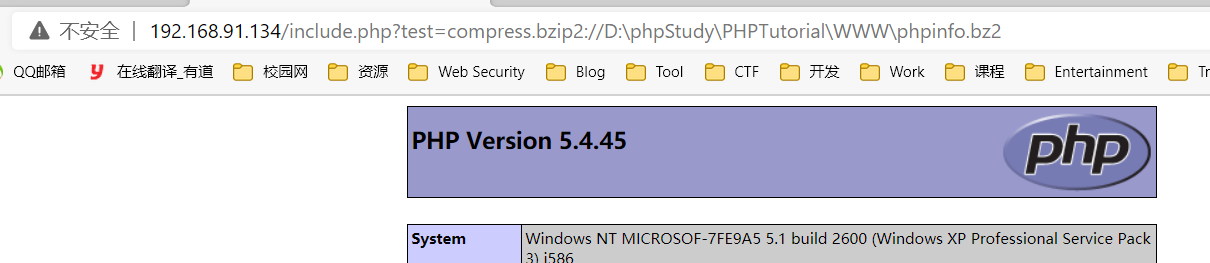 不安全 | 192.168.91.134/include.php?test=compress.bzip2://D:\phpStudy\PHPTutorial\WWW\phpinfo.bz2
QQ邮箱 y 在线翻译_有道 校园网 资源 Web Security Blog Tool CTF 开发 Work 课程 Entertainment Tr
PHP Version 5.4.45 php
System Windows NT MICROSOF-7FE9A5 5.1 build 2600 (Windows XP Professional Service Pack
3) i586